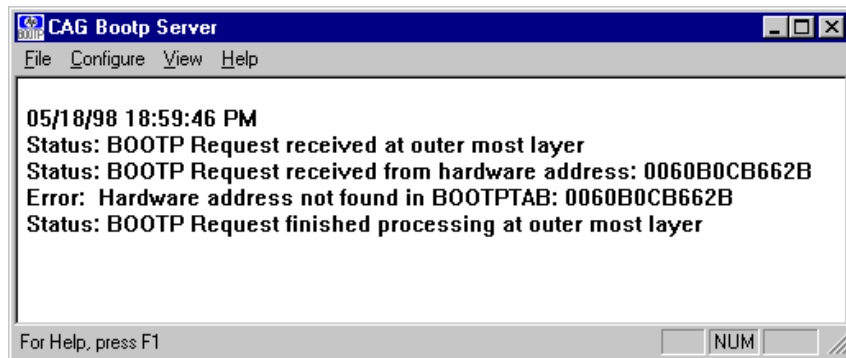 CAG Bootp Server
File Configure View Help
05/18/98 18:59:46 PM
Status: BOOTP Request received at outer most layer
Status: BOOTP Request received from hardware address: 0060B0CB662B
Error:  Hardware address not found in BOOTPTAB: 0060B0CB662B
Status: BOOTP Request finished processing at outer most layer
For Help, press F1
NUM